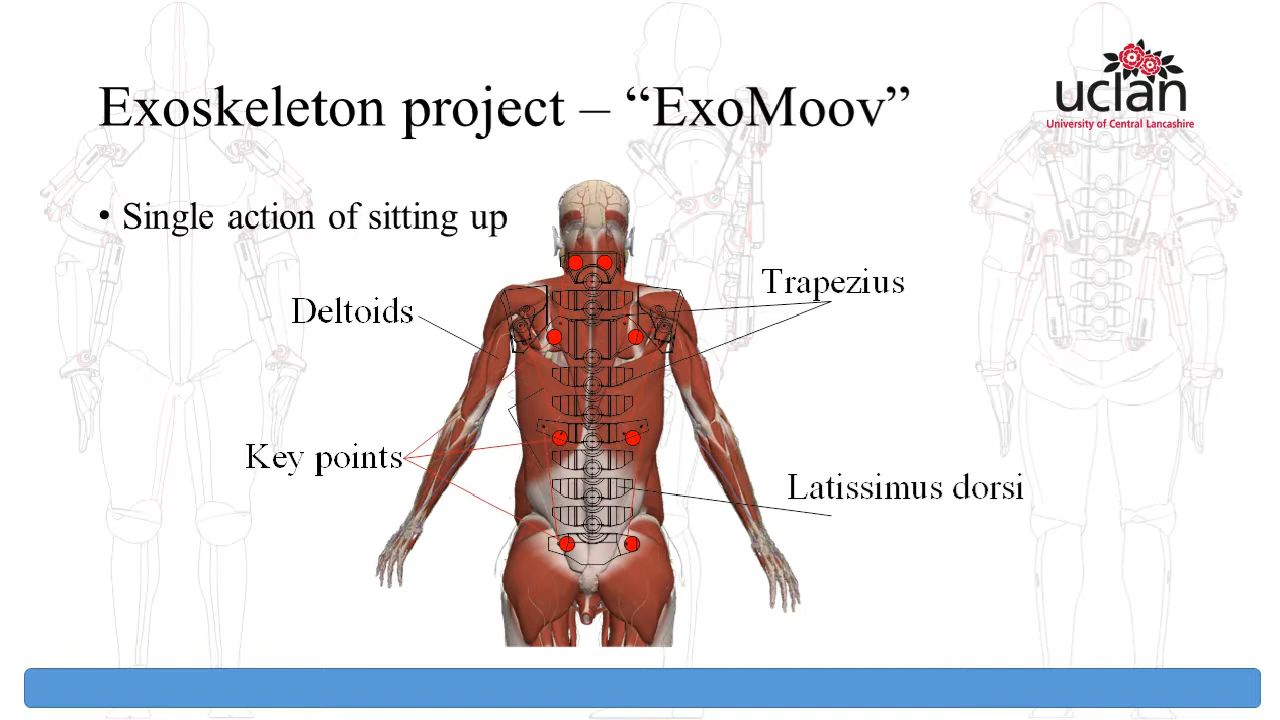 Exoskeleton project – “ExoMoov”
uclan
University of Central Lancashire
• Single action of sitting up
Trapezius
Deltoids
Key points
Latissimus dorsi